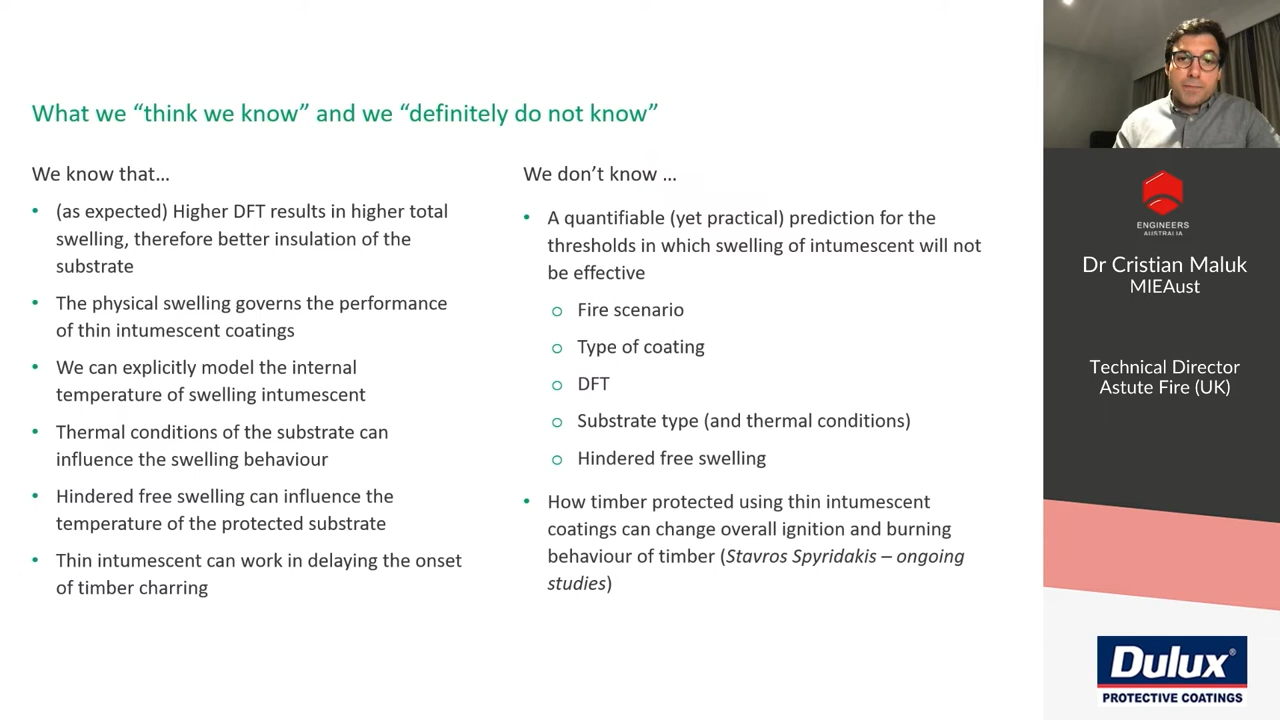 What we “think we know” and we “definitely do not know”
We know that…
• (as expected) Higher DFT results in higher total
swelling, therefore better insulation of the
substrate
• The physical swelling governs the performance
of thin intumescent coatings
• We can explicitly model the internal
temperature of swelling intumescent
• Thermal conditions of the substrate can
influence the swelling behaviour
• Hindered free swelling can influence the
temperature of the protected substrate
• Thin intumescent can work in delaying the onset
of timber charring
We don’t know …
• A quantifiable (yet practical) prediction for the
thresholds in which swelling of intumescent will not
be effective
o Fire scenario
o Type of coating
o DFT
o Substrate type (and thermal conditions)
o Hindered free swelling
• How timber protected using thin intumescent
coatings can change overall ignition and burning
behaviour of timber (Stavros Spyridakis – ongoing
studies)
ENGINEERS
AUSTRALIA
Dr Cristian Maluk
MIEAust
Technical Director
Astute Fire (UK)
Dulux®
PROTECTIVE COATINGS